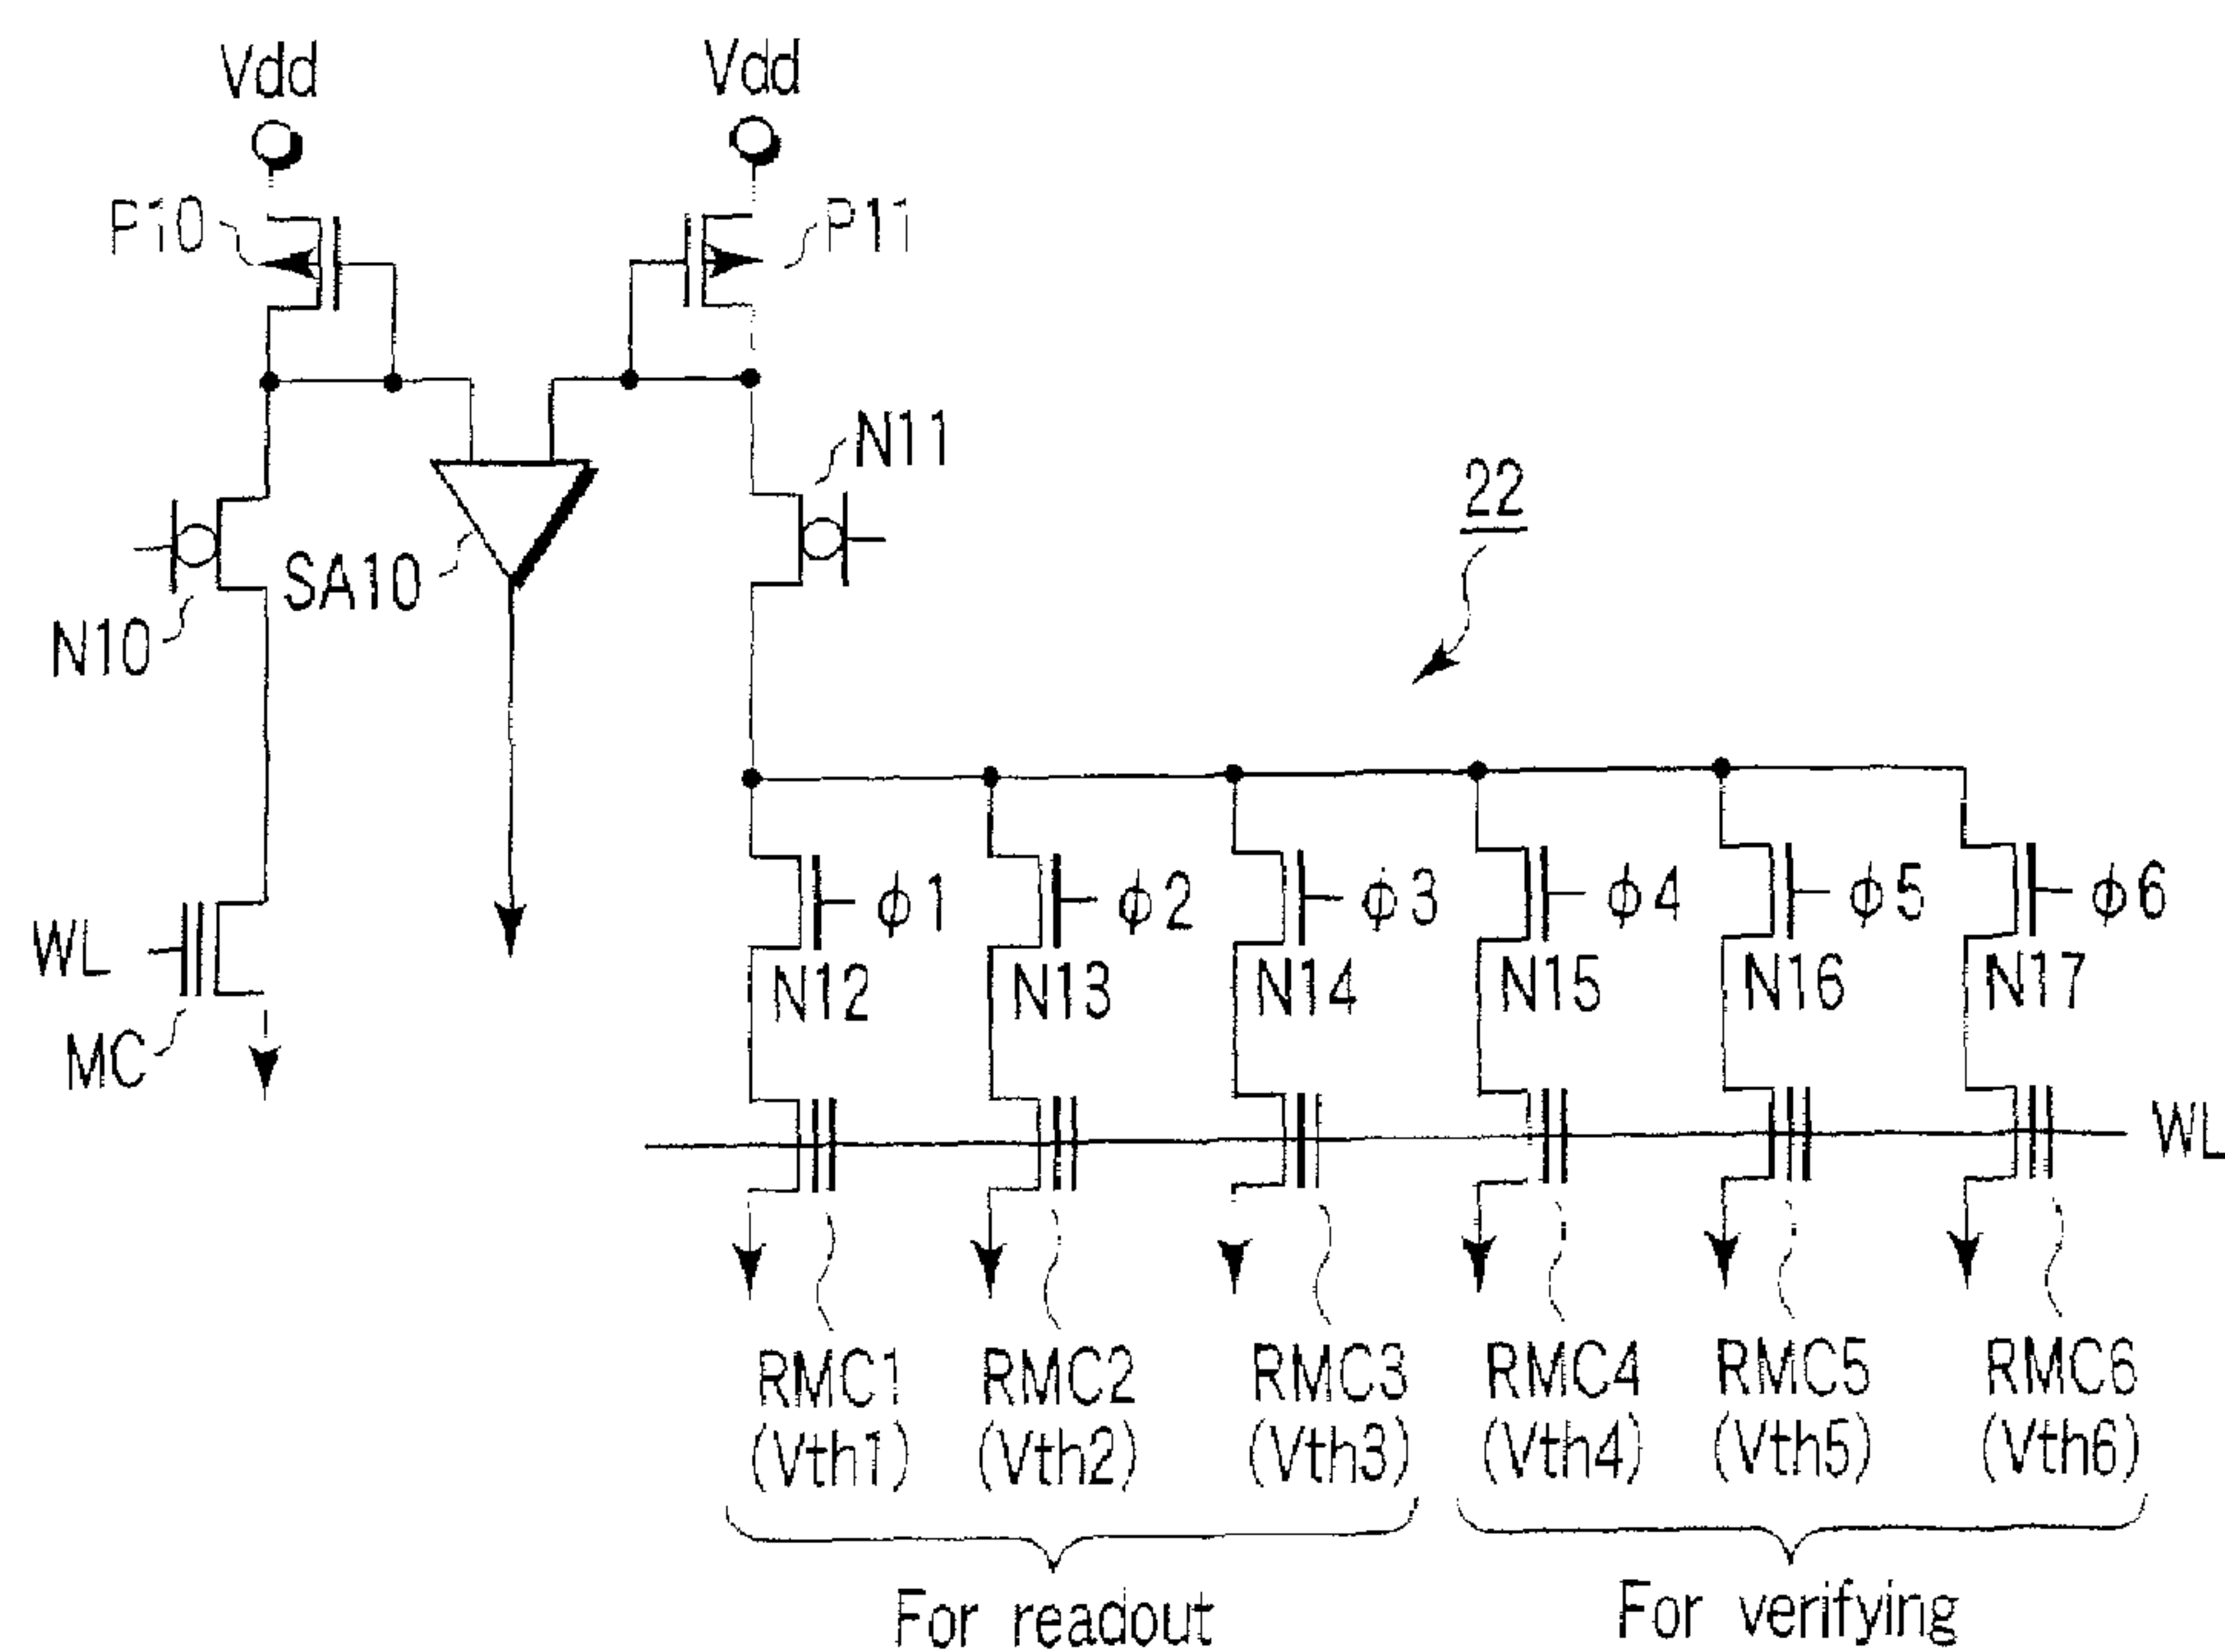 Vdd Vdd
P10 P11
N11
22
SA10
N10
ϕ1 ϕ2 ϕ3 ϕ4 ϕ5 ϕ6
WL
N12 N13 N14 N15 N16 N17
MC
WL
RMC1 RMC2 RMC3 RMC4 RMC5 RMC6
(Vth1) (Vth2) (Vth3) (Vth4) (Vth5) (Vth6)
For readout For verifying